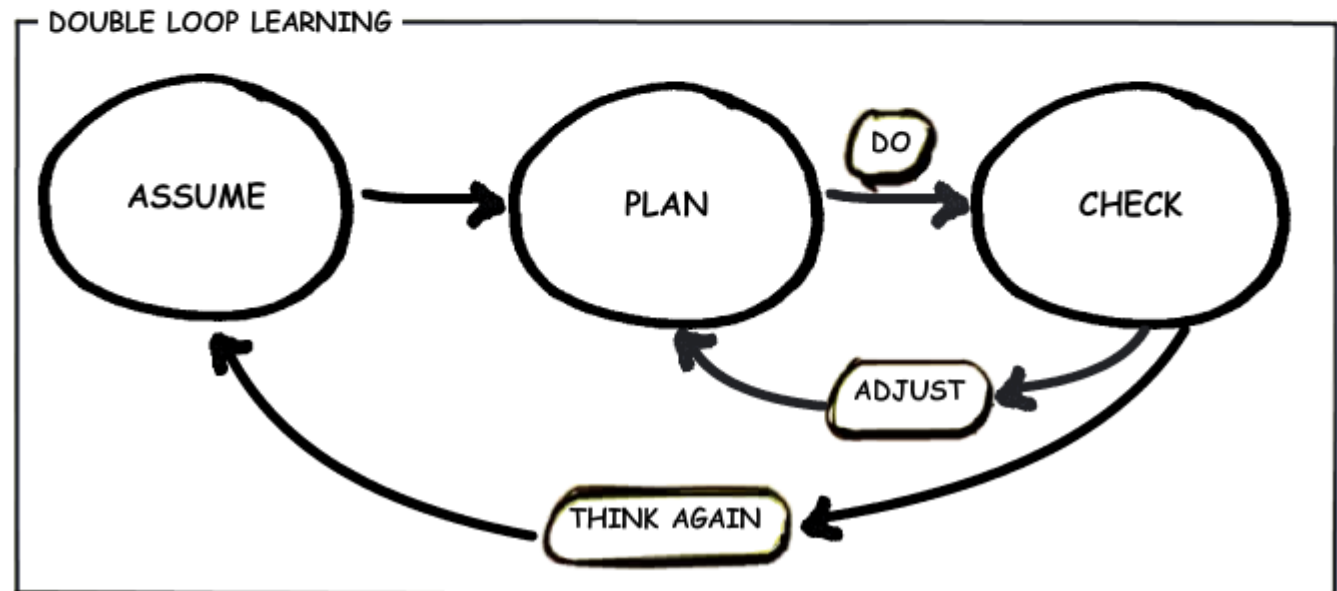 DOUBLE LOOP LEARNING
ASSUME
PLAN
DO
CHECK
ADJUST
THINK AGAIN